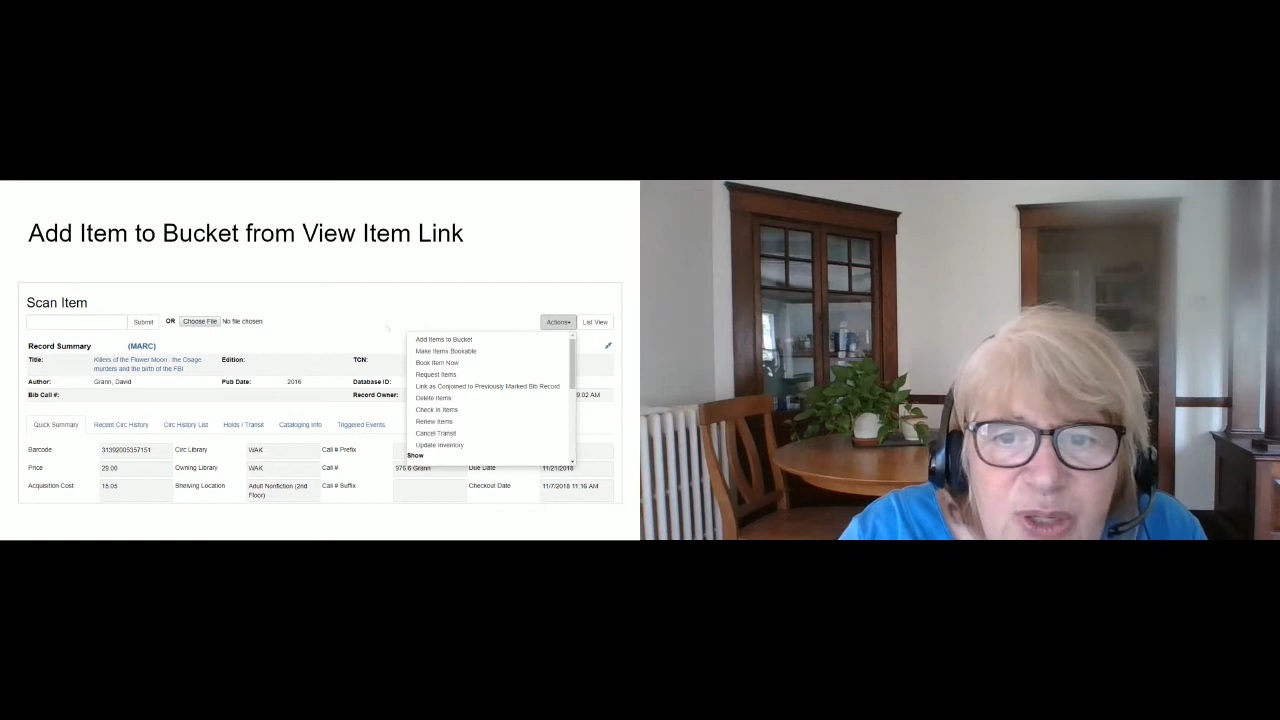 Add Item to Bucket from View Item Link
Scan Item
Submit OR Choose File No file chosen Actions List View
Record Summary (MARC)
Title: Killers of the Flower Moon : the Osage murders and the birth of the FBI Edition: TCN:
Author: Grann, David Pub Date: 2016 Database ID:
Bib Call #: Record Owner: 9:02 AM
Add Items to Bucket
Make Items Bookable
Book Item Now
Request Items
Link as Conjoined to Previously Marked Bib Record
Delete Items
Check In Items
Renew Items
Cancel Transit
Update Inventory
Show
Quick Summary Recent Circ History Circ History List Holds / Transit Cataloging Info Triggered Events
Barcode 31392005357151 Circ Library WAK Call # Prefix
Price 29.00 Owning Library WAK Call # 976.6 Grann Due Date 11/21/2018
Acquisition Cost 15.05 Shelving Location Adult Nonfiction (2nd Floor) Call # Suffix Checkout Date 11/7/2018 11:16 AM